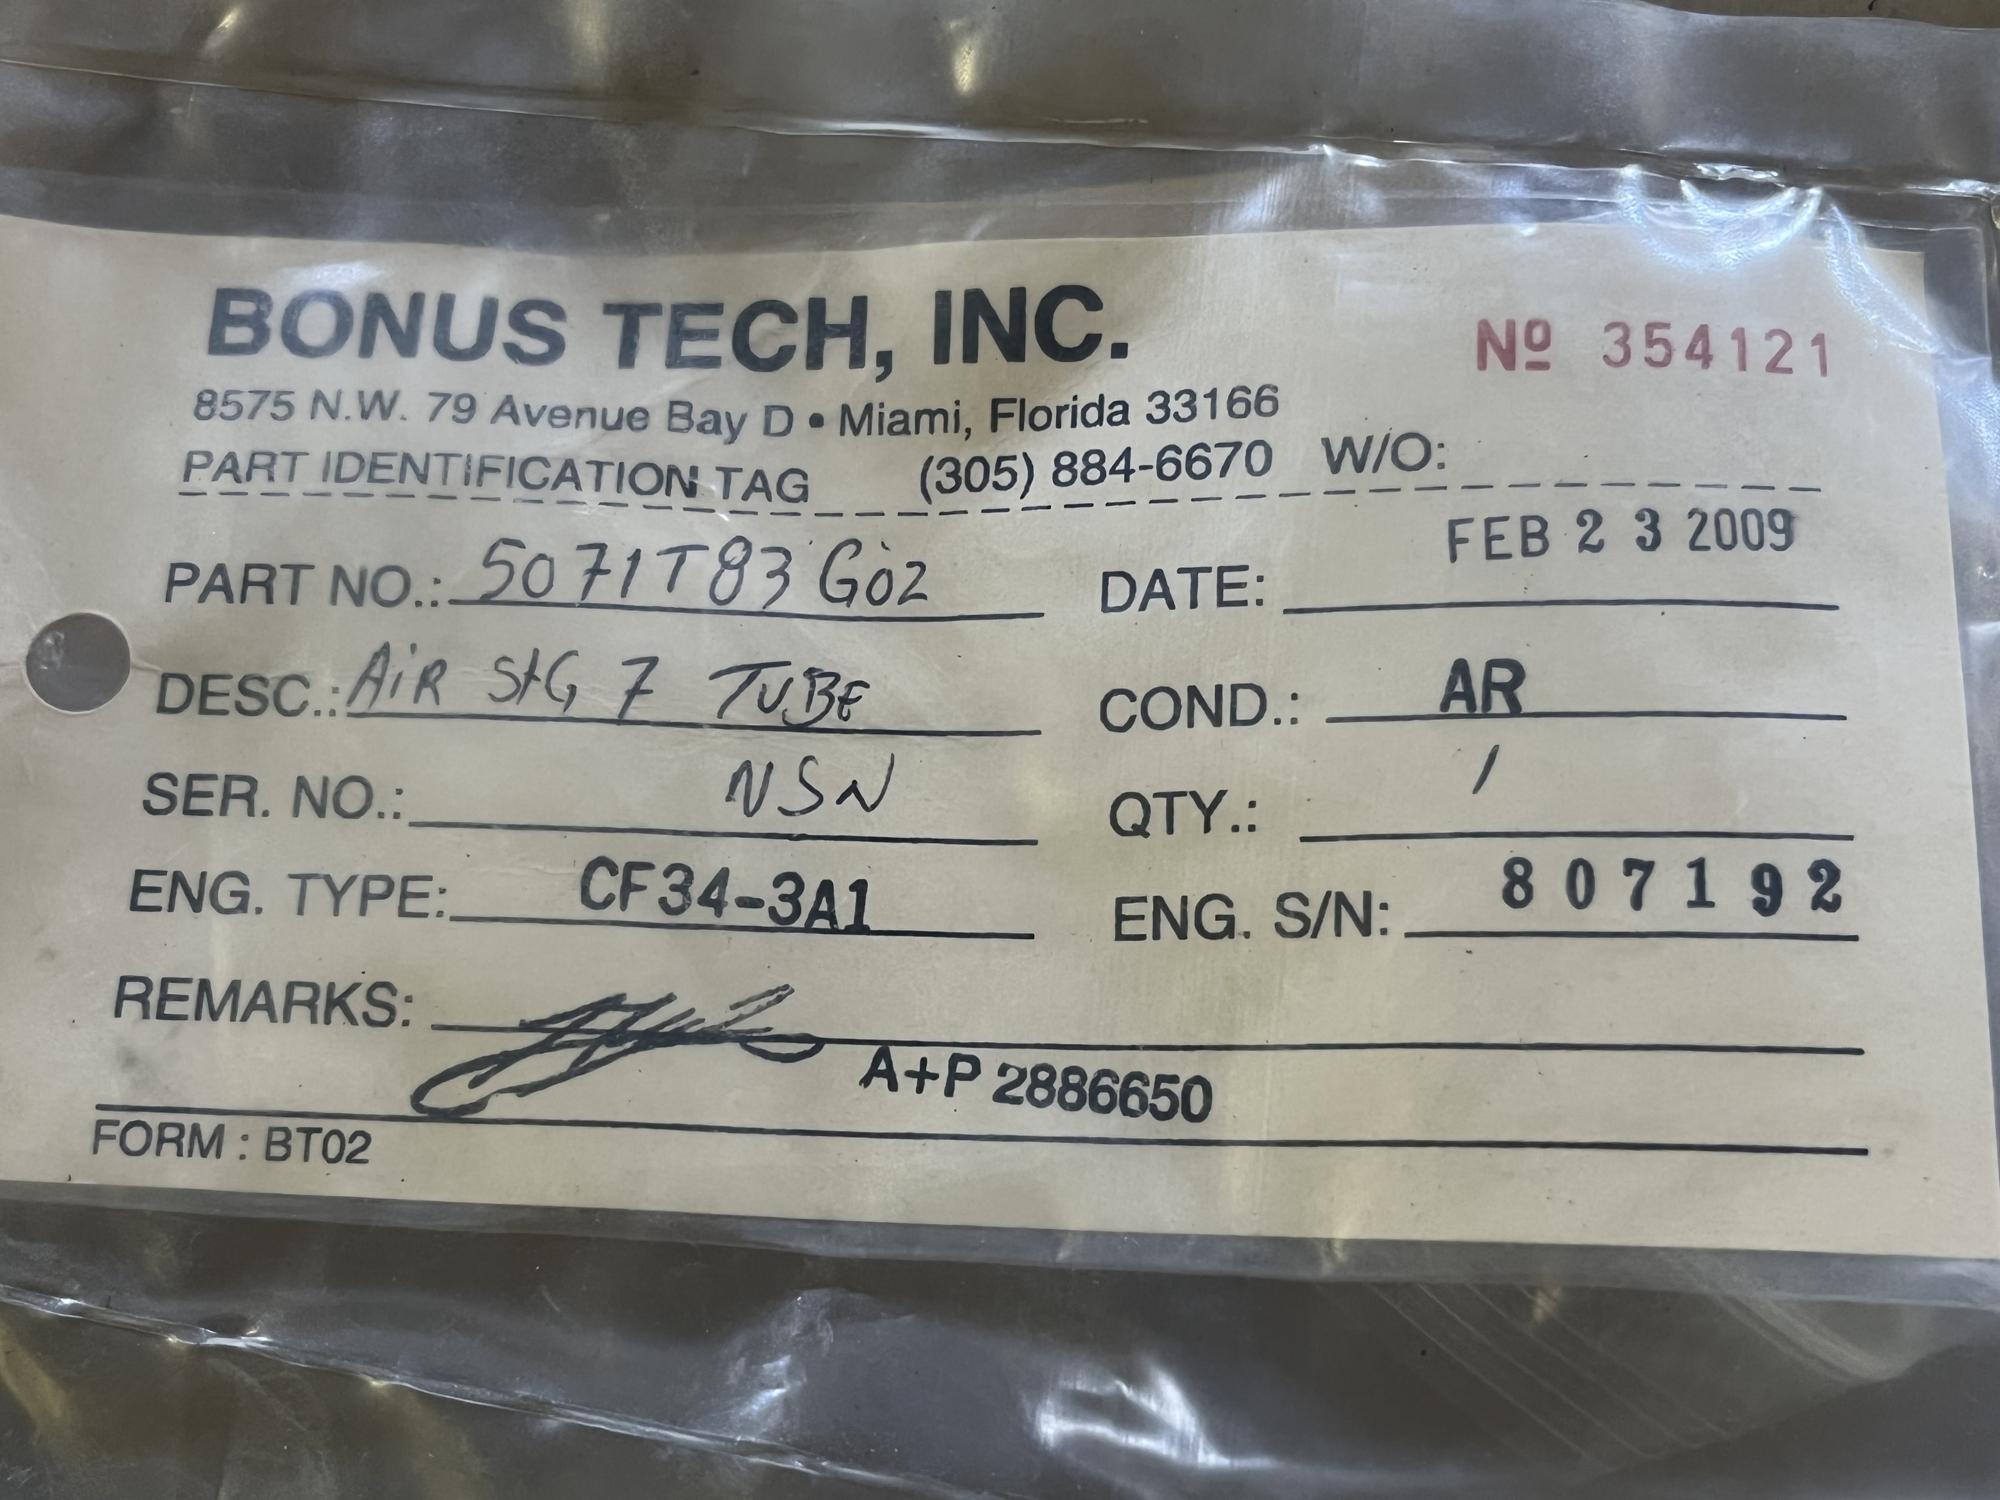 BONUS TECH, INC.
Nº 354121
8575 N.W. 79 Avenue Bay D • Miami, Florida 33166
PART IDENTIFICATION TAG (305) 884-6670 W/O:
PART NO.: 5071T83G02 DATE: FEB 23 2009
DESC.: AiR StG 7 TUBE COND.: AR
SER. NO.: NSN QTY.: 1
ENG. TYPE: CF34-3A1 ENG. S/N: 807192
REMARKS:
A+P 2886650
FORM : BT02